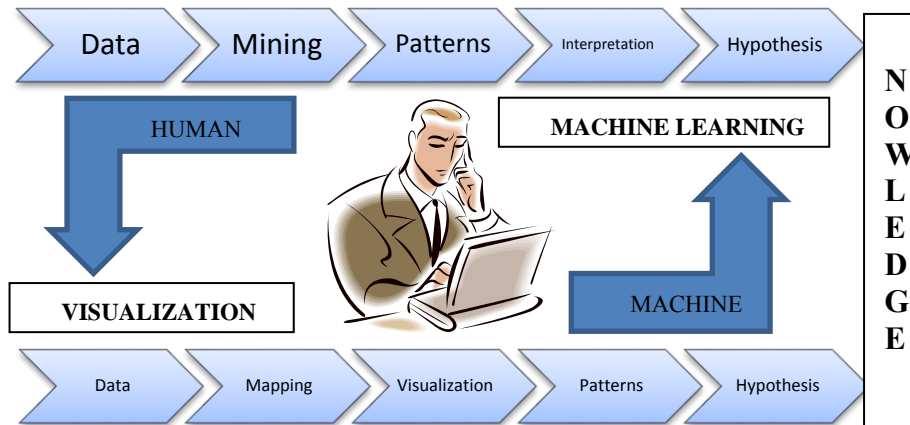 Data
Mining
Patterns
Interpretation
Hypothesis
HUMAN
MACHINE LEARNING
VISUALIZATION
MACHINE
Data
Mapping
Visualization
Patterns
Hypothesis
N
O
W
L
E
D
G
E